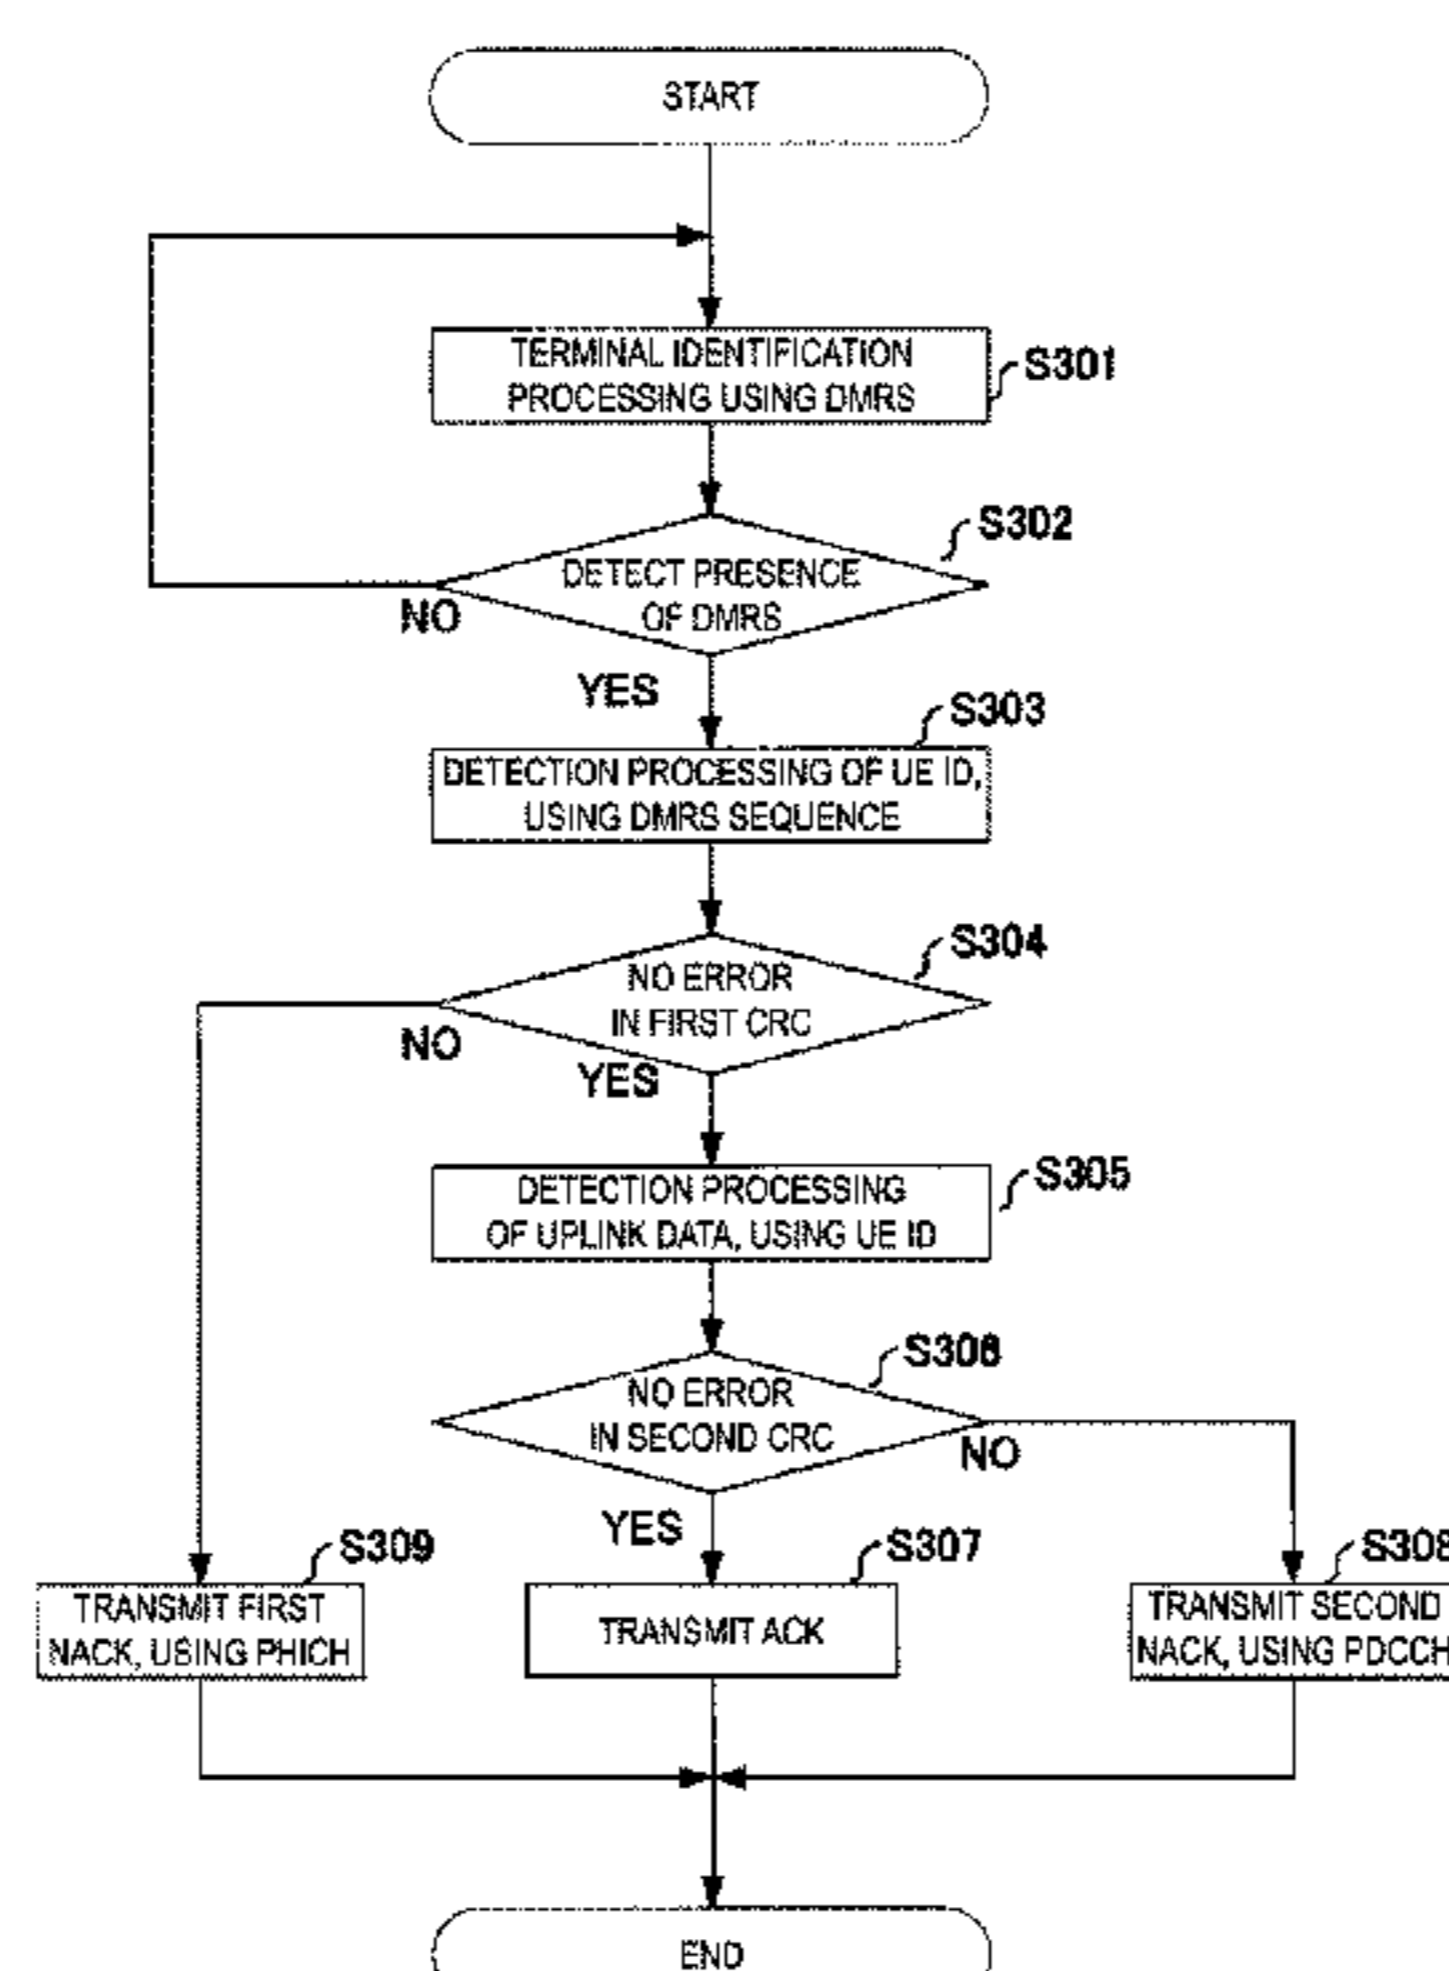 START
TERMINAL IDENTIFICATION
PROCESSING USING DMRS
S301
DETECT PRESENCE
OF DMRS
S302
NO
YES
S303
DETECTION PROCESSING OF UE ID,
USING DMRS SEQUENCE
S304
NO ERROR
IN FIRST CRC
NO
YES
DETECTION PROCESSING
OF UPLINK DATA, USING UE ID
S305
S306
NO ERROR
IN SECOND CRC
NO
YES
S309
TRANSMIT FIRST
NACK, USING PHICH
S307
TRANSMIT ACK
S308
TRANSMIT SECOND
NACK, USING PDCCH
END